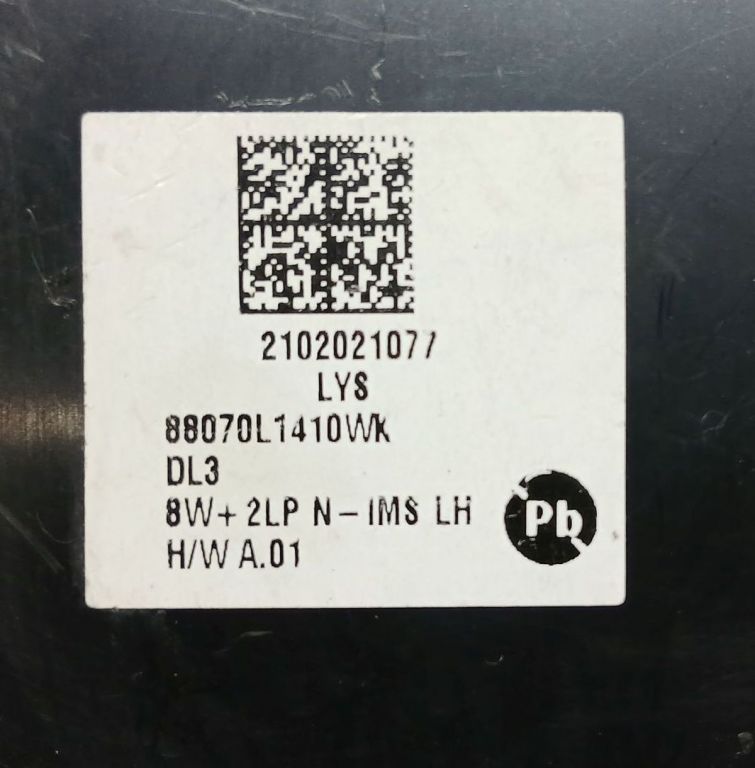 2102021077
LYS
88070L1410WK
DL3
8W+ 2LP N-IMS LH
H/W A.01
Pb